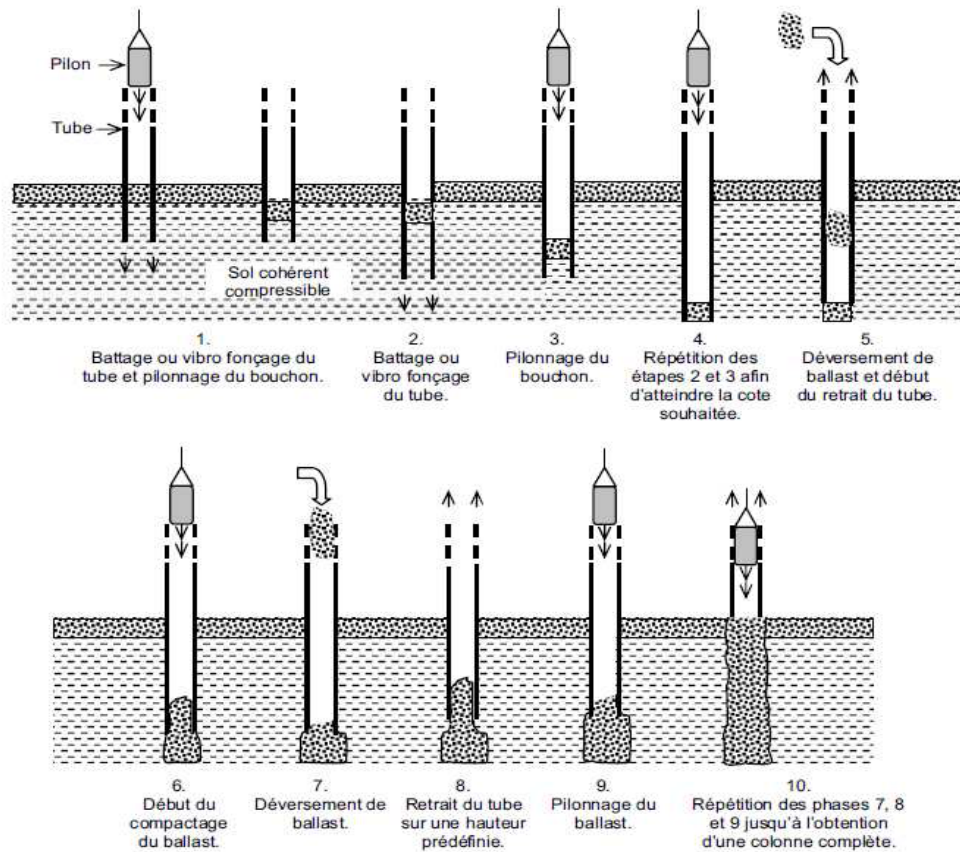 Pilon
Tube
Sol cohérent
compressible
1.
Battage ou vibro fonçage du
tube et pilonnage du bouchon.
2.
Battage ou
vibro fonçage
du tube.
3.
Pilonnage du
bouchon.
4.
Répétition des
étapes 2 et 3 afin
d'atteindre la cote
souhaitée.
5.
Déversement de
ballast et début
du retrait du tube.
6.
Début du
compactage
du ballast.
7.
Déversement de
ballast.
8.
Retrait du tube
sur une hauteur
prédéfinie.
9.
Pilonnage du
ballast.
10.
Répétition des phases 7, 8
et 9 jusqu'à l'obtention
d'une colonne complète.